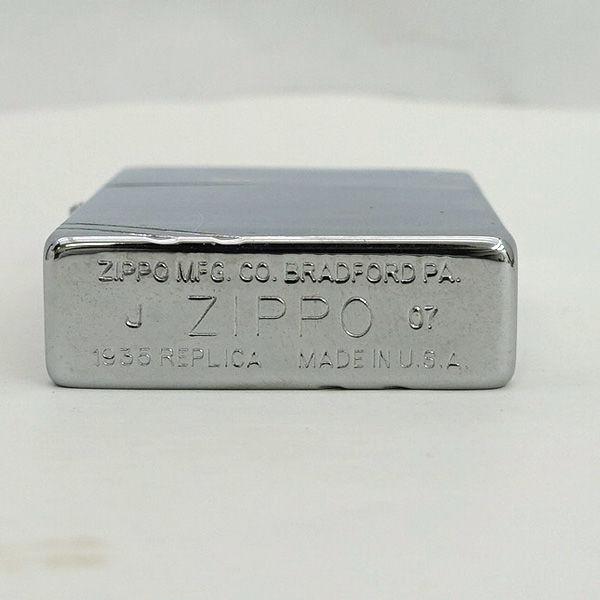 ZIPPO MFG. CO. BRADFORD PA.
J ZIPPO 07
1935 REPLICA MADE IN U.S.A.